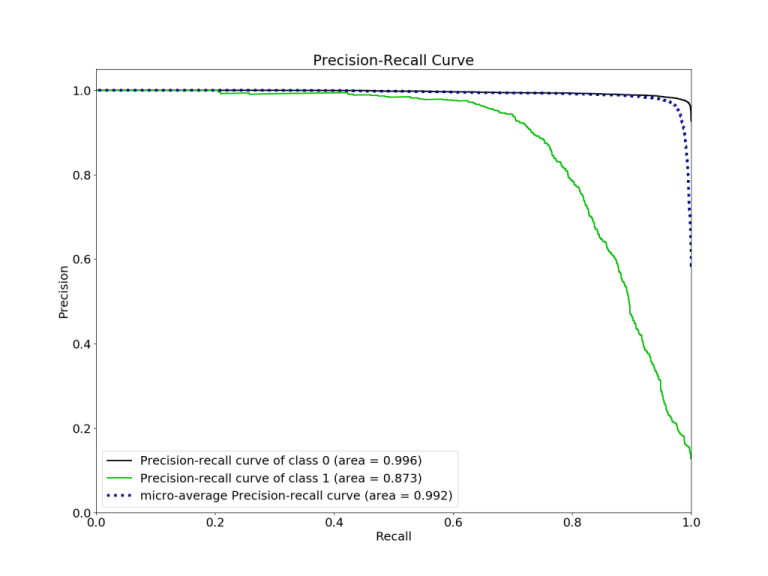 Precision-Recall Curve
1.0
0.8
0.6
0.4
0.2
0.0
Precision
Precision-recall curve of class 0 (area = 0.996)
Precision-recall curve of class 1 (area = 0.873)
micro-average Precision-recall curve (area = 0.992)
0.0 0.2 0.4 0.6 0.8 1.0
Recall